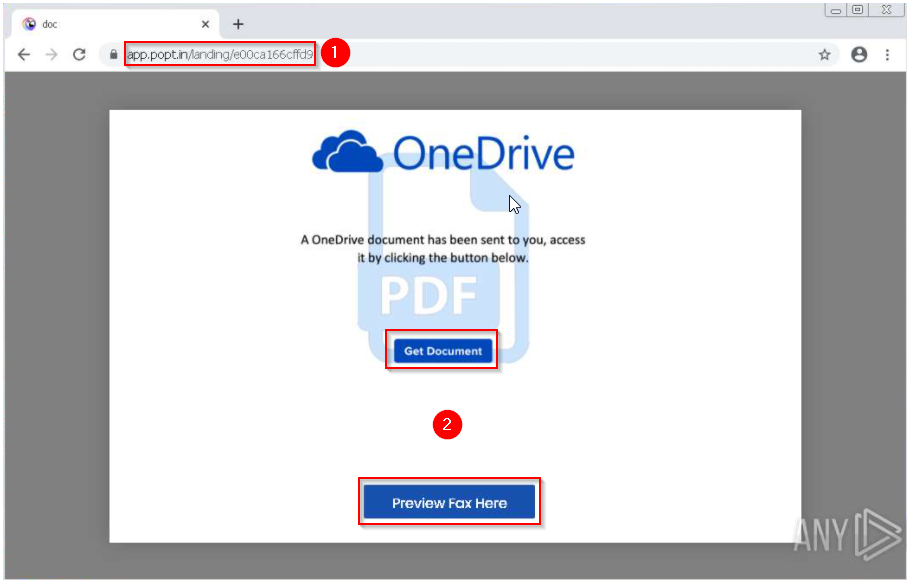 doc
app.popt.in/landing/e00ca166cffd9
1
OneDrive
A OneDrive document has been sent to you, access
it by clicking the button below.
PDF
Get Document
2
Preview Fax Here
ANY